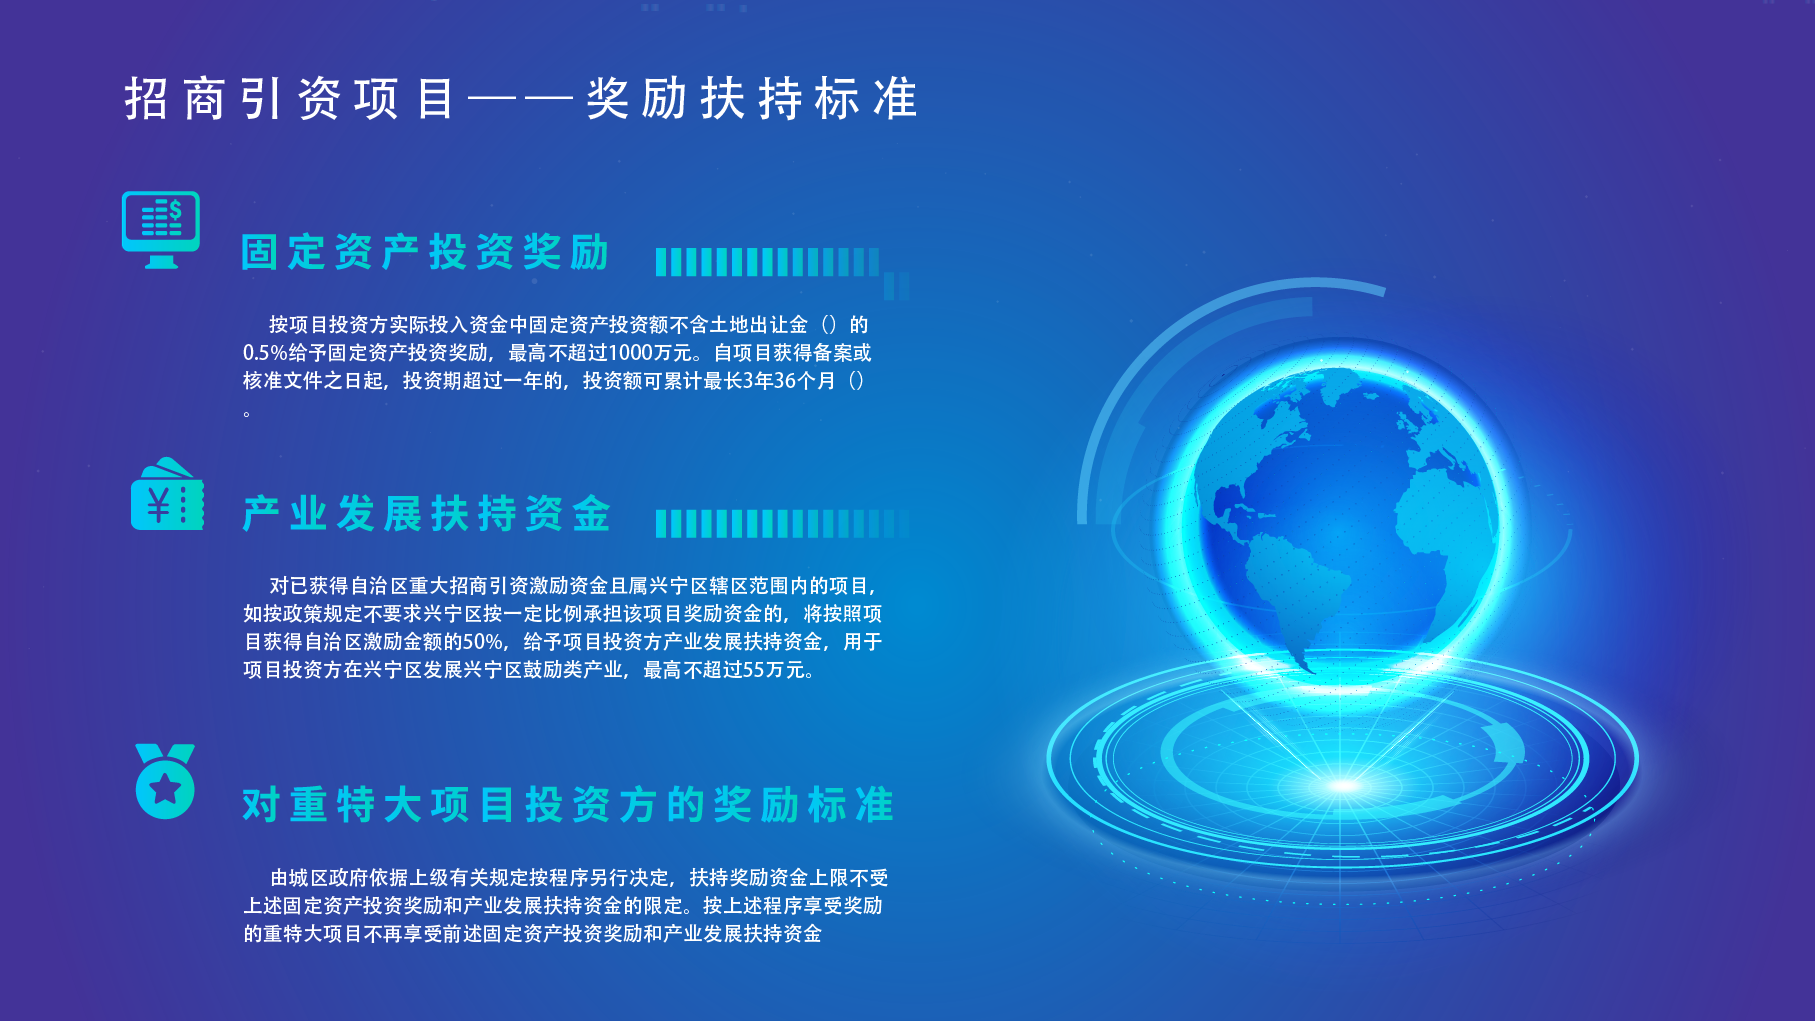 招商引资项目——奖励扶持标准
固定资产投资奖励
按项目投资方实际投入资金中固定资产投资额不含土地出让金（）的
0.5%给予固定资产投资奖励，最高不超过1000万元。自项目获得备案或
核准文件之日起，投资期超过一年的，投资额可累计最长3年36个月（）
。
产业发展扶持资金
对已获得自治区重大招商引资激励资金且属兴宁区辖区范围内的项目，
如按政策规定不要求兴宁区按一定比例承担该项目奖励资金的，将按照项
目获得自治区激励金额的50%，给予项目投资方产业发展扶持资金，用于
项目投资方在兴宁区发展兴宁区鼓励类产业，最高不超过55万元。
对重特大项目投资方的奖励标准
由城区政府依据上级有关规定按程序另行决定，扶持奖励资金上限不受
上述固定资产投资奖励和产业发展扶持资金的限定。按上述程序享受奖励
的重特大项目不再享受前述固定资产投资奖励和产业发展扶持资金